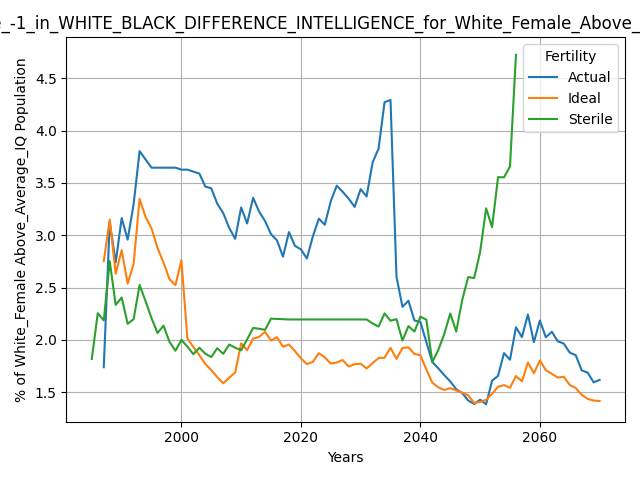 _-1_in_WHITE_BLACK_DIFFERENCE_INTELLIGENCE_for_White_Female_Above_
% of White_Female Above_Average_IQ Population
4.5
4.0
3.5
3.0
2.5
2.0
1.5
Fertility
Actual
Ideal
Sterile
2000
2020
2040
2060
Years